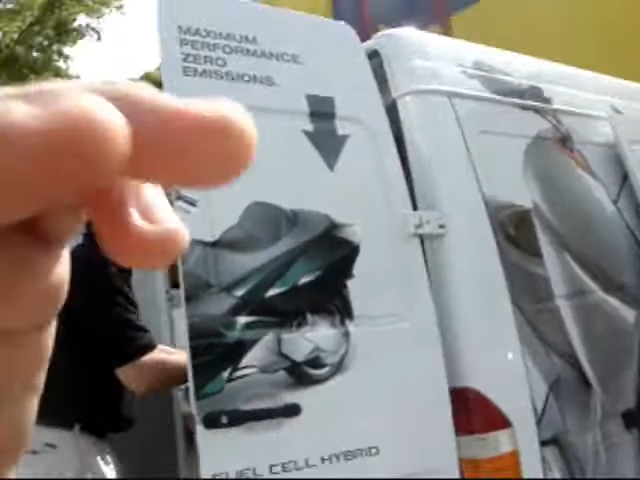 MAXIMUM
PERFORMANCE.
ZERO
EMISSIONS.
FUEL CELL HYBRID